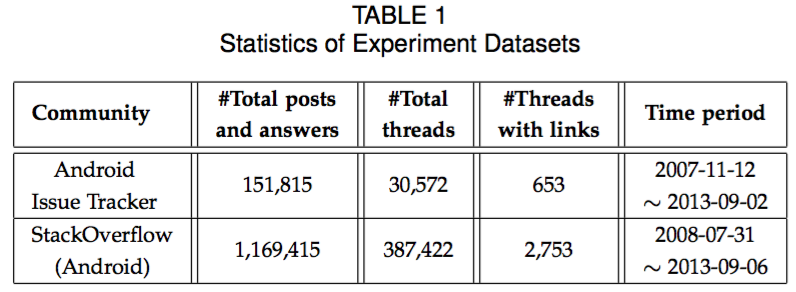 TABLE 1
Statistics of Experiment Datasets
Community #Total posts and answers #Total threads #Threads with links Time period
Android Issue Tracker 151,815 30,572 653 2007-11-12 ∼ 2013-09-02
StackOverflow (Android) 1,169,415 387,422 2,753 2008-07-31 ∼ 2013-09-06